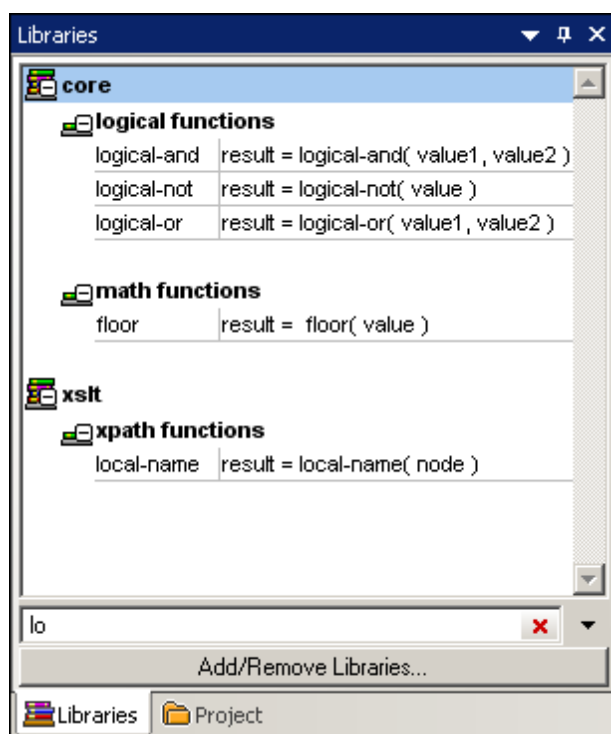 Libraries
core
logical functions
logical-and result = logical-and( value1, value2 )
logical-not result = logical-not( value )
logical-or result = logical-or( value1, value2 )
math functions
floor result =  floor( value )
xslt
xpath functions
local-name result = local-name( node )
lo
Add/Remove Libraries...
Libraries Project